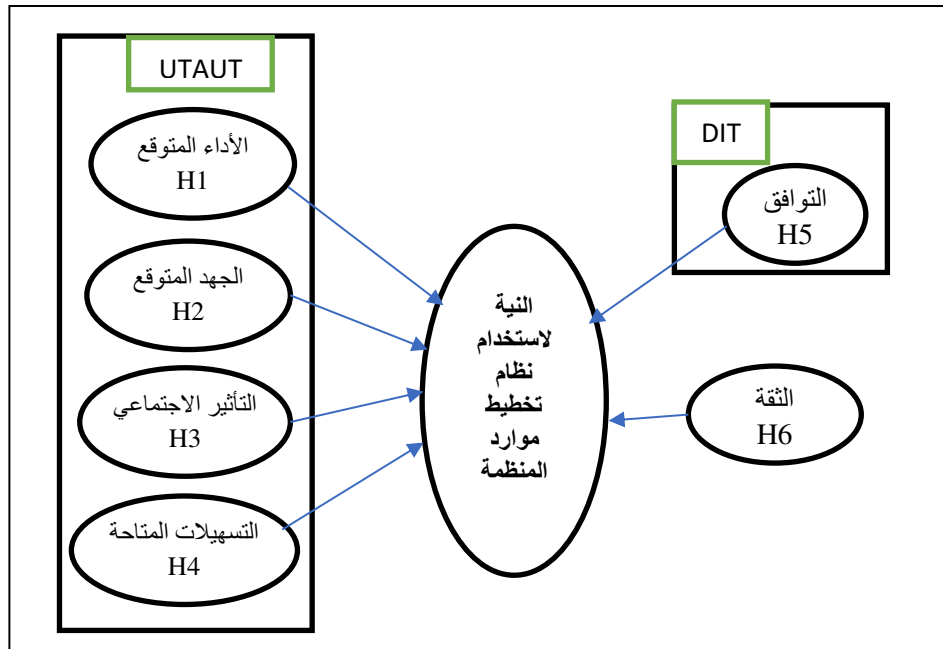 UTAUT
الأداء المتوقع
H1
الجهد المتوقع
H2
التأثير الاجتماعي
H3
التسهيلات المتاحة
H4
النية
لاستخدام
نظام
تخطيط
موارد
المنظمة
DIT
التوافق
H5
الثقة
H6